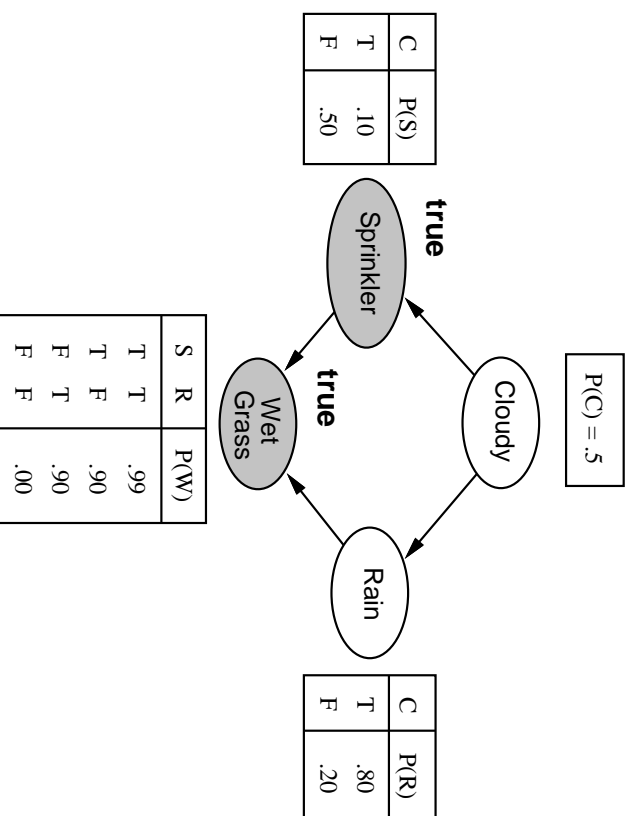 P(C) = .5
Cloudy
C P(S)
T .10
F .50
true
Sprinkler
Rain
C P(R)
T .80
F .20
true
Wet
Grass
S R P(W)
T T .99
T F .90
F T .90
F F .00